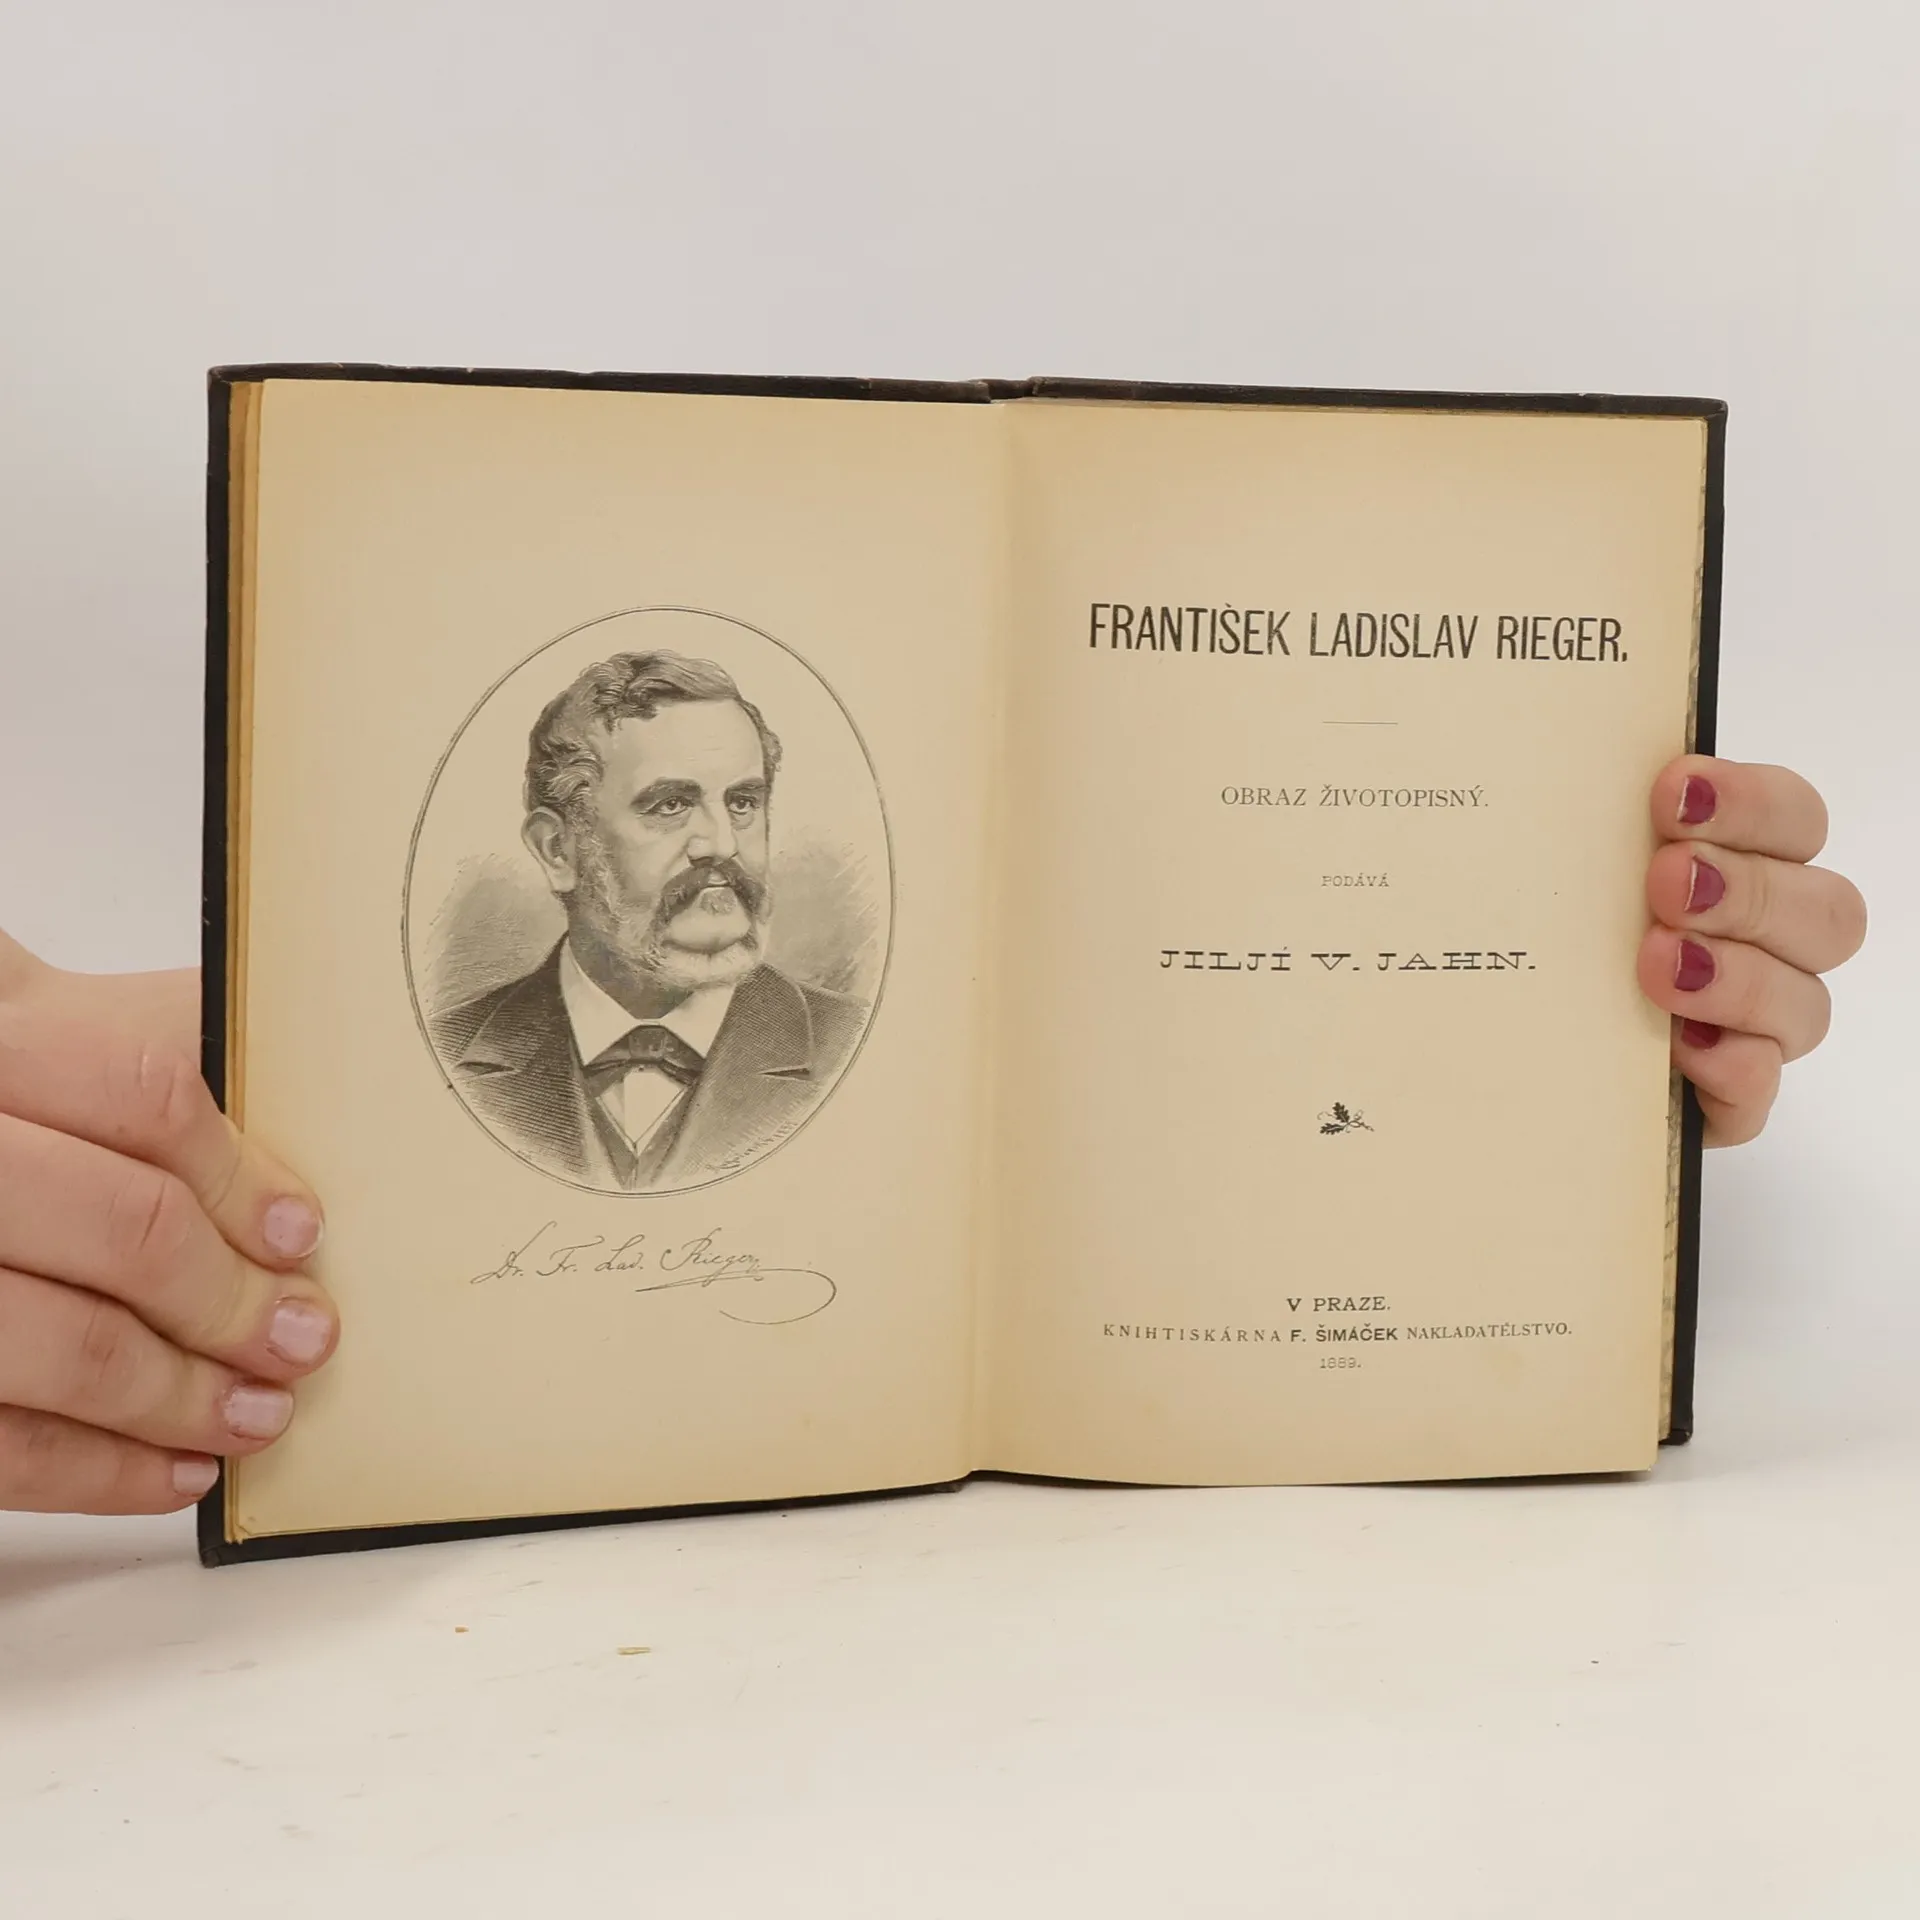 Dr. Fr. Lad. Rieger
FRANTIŠEK LADISLAV RIEGER.
OBRAZ ŽIVOTOPISNÝ.
PODÁVÁ
JILJÍ V. JAHN.
V PRAZE.
KNIHTISKÁRNA F. ŠIMÁČEK NAKLADATELSTVO.
1889.